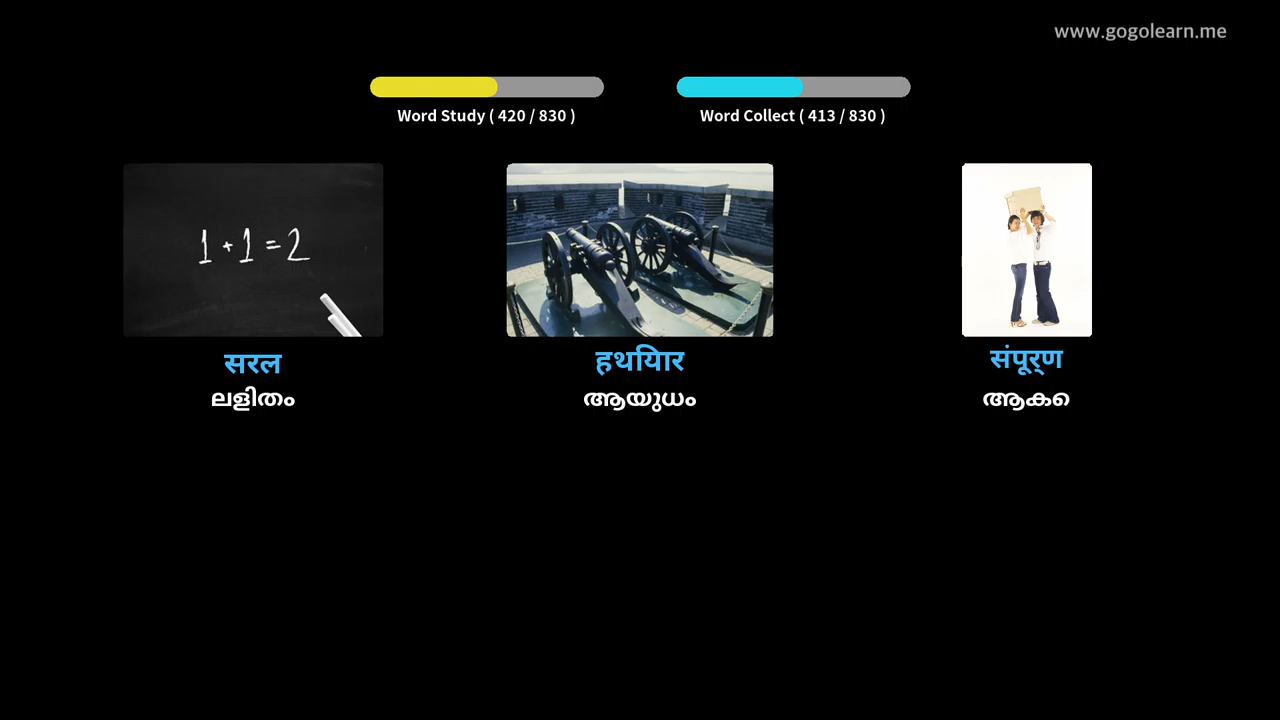 www.gogolearn.me
Word Study ( 420 / 830 )
Word Collect ( 413 / 830 )
1 + 1 = 2
सरल
हथियार
संपूर्ण
ലളിതം
ആയുധം
ആകെ